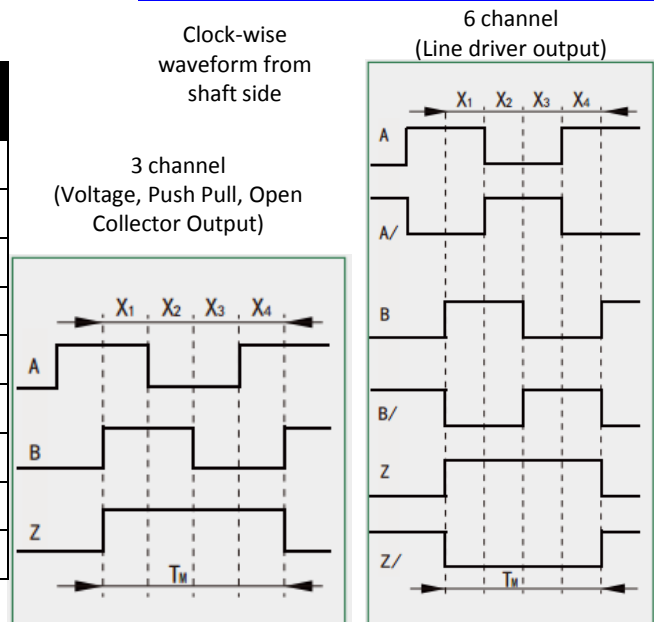 Clock-wise
waveform from
shaft side
3 channel
(Voltage, Push Pull, Open
Collector Output)
X1 X2 X3 X4
A
B
Z
TM
6 channel
(Line driver output)
X1 X2 X3 X4
A
A/
B
B/
Z
Z/
TM